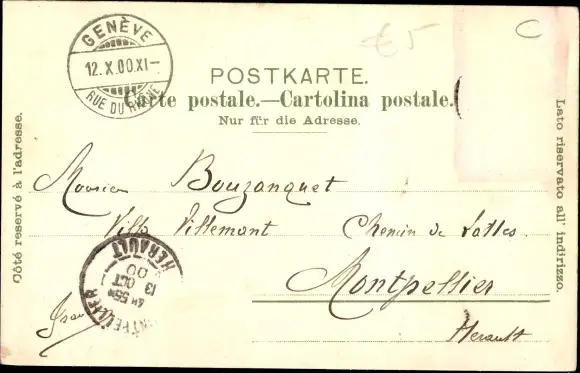 €5
C
GENÈVE
12.X.00.XI–
RUE DU RHÔNE
POSTKARTE.
Carte postale.—Cartolina postale.
Nur für die Adresse.
Côté reservé à l'adresse.
Lato riservato all' indirizzo.
Monsieur Bouzanquet
Villa Villemont Chemin de Lattes
Montpellier
Herault
MONTPELLIER
HERAULT
13 OCT
00